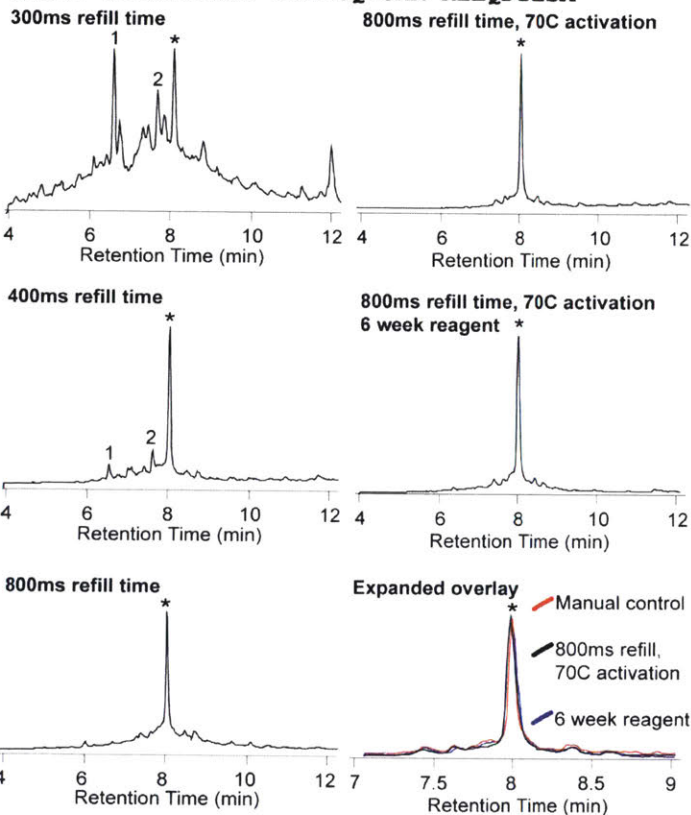 300ms refill time
1
*
2
4 6 8 10 12
Retention Time (min)
800ms refill time, 70C activation
*
4 6 8 10 12
Retention Time (min)
400ms refill time
*
1
2
4 6 8 10 12
Retention Time (min)
800ms refill time, 70C activation
6 week reagent *
4 6 8 10 12
Retention Time (min)
800ms refill time
*
4 6 8 10 12
Retention Time (min)
Expanded overlay
*
Manual control
800ms refill,
70C activation
6 week reagent
7 7.5 8 8.5 9
Retention Time (min)